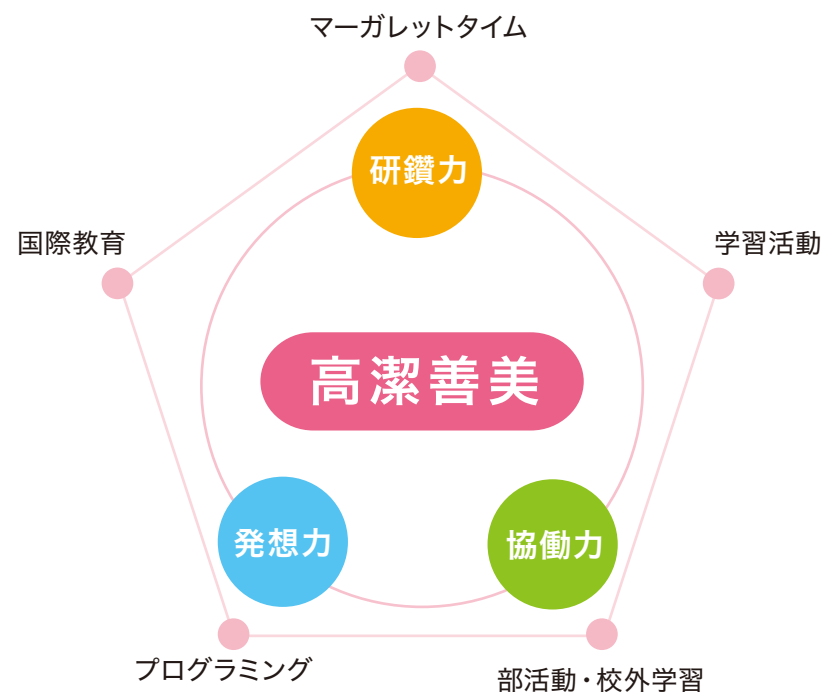 マーガレットタイム
研鑽力
国際教育
学習活動
高潔善美
発想力
協働力
プログラミング
部活動・校外学習